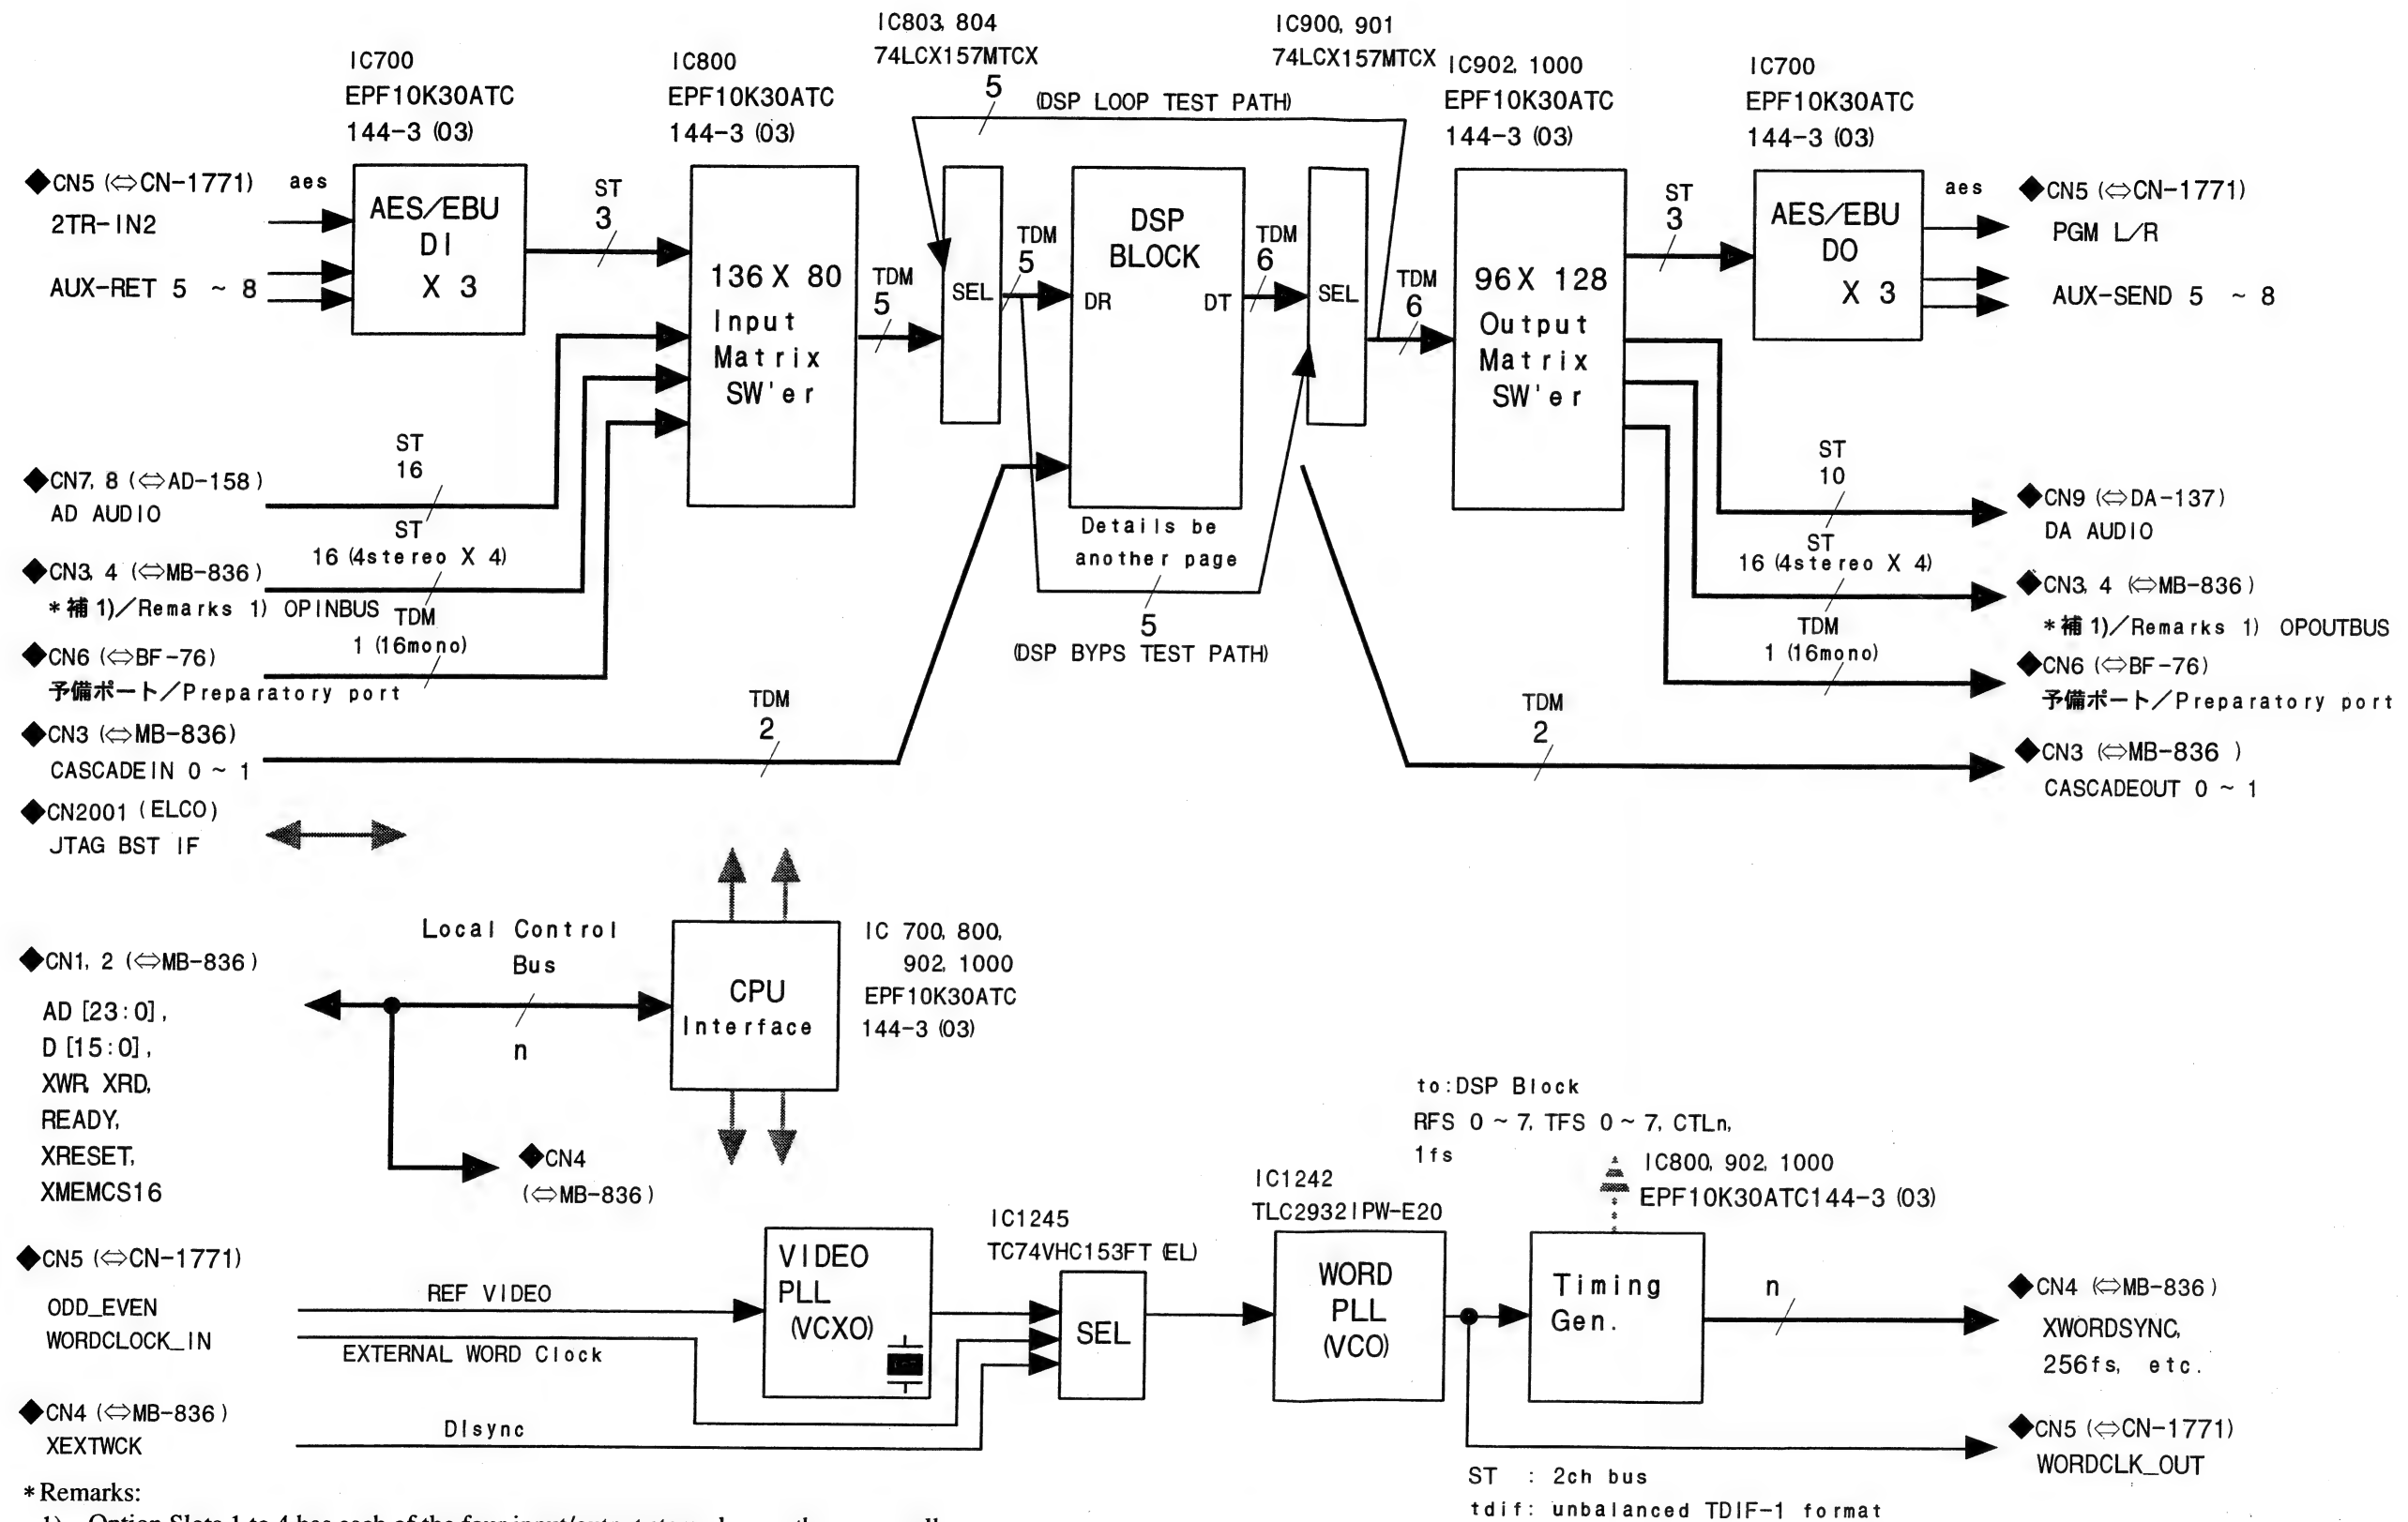 IC700
EPF10K30ATC
144-3 (03)
IC800
EPF10K30ATC
144-3 (03)
IC803, 804
74LCX157MTCX
5
(DSP LOOP TEST PATH)
IC900, 901
74LCX157MTCX
IC902, 1000
EPF10K30ATC
144-3 (03)
IC700
EPF10K30ATC
144-3 (03)
◆CN5 (⇔CN-1771)
2TR-IN2
AUX-RET 5 ~ 8
aes
AES/EBU
DI
X 3
ST
3
136 X 80
Input
Matrix
SW'er
TDM
5
SEL
TDM
5
DSP
BLOCK
DR
DT
TDM
6
SEL
TDM
6
96X 128
Output
Matrix
SW'er
ST
3
AES/EBU
DO
X 3
aes
◆CN5 (⇔CN-1771)
PGM L/R
AUX-SEND 5 ~ 8
◆CN7, 8 (⇔AD-158)
AD AUDIO
ST
16
◆CN3, 4 (⇔MB-836)
*補 1)/Remarks 1) OPINBUS
ST
16 (4stereo X 4)
◆CN6 (⇔BF-76)
予備ポート/Preparatory port
TDM
1 (16mono)
◆CN3 (⇔MB-836)
CASCADEIN 0 ~ 1
TDM
2
Details be
another page
5
(DSP BYPS TEST PATH)
ST
10
◆CN9 (⇔DA-137)
DA AUDIO
ST
16 (4stereo X 4)
◆CN3, 4 (⇔MB-836)
*補 1)/Remarks 1) OPOUTBUS
TDM
1 (16mono)
◆CN6 (⇔BF-76)
予備ポート/Preparatory port
TDM
2
◆CN3 (⇔MB-836 )
CASCADEOUT 0 ~ 1
◆CN2001 (ELCO)
JTAG BST IF
◆CN1, 2 (⇔MB-836)
AD [23:0],
D [15:0],
XWR, XRD,
READY,
XRESET,
XMEMCS16
Local Control
Bus
n
CPU
Interface
IC 700, 800,
902, 1000
EPF10K30ATC
144-3 (03)
◆CN4
(⇔MB-836)
◆CN5 (⇔CN-1771)
ODD_EVEN
WORDCLOCK_IN
REF VIDEO
EXTERNAL WORD Clock
◆CN4 (⇔MB-836)
XEXTWCK
DIsync
VIDEO
PLL
(VCXO)
IC1245
TC74VHC153FT (EL)
SEL
IC1242
TLC2932IPW-E20
WORD
PLL
(VCO)
to:DSP Block
RFS 0 ~ 7, TFS 0 ~ 7, CTLn,
1fs
IC800, 902, 1000
EPF10K30ATC144-3 (03)
Timing
Gen.
n
◆CN4 (⇔MB-836)
XWORDSYNC,
256fs, etc.
◆CN5 (⇔CN-1771)
WORDCLK_OUT
ST : 2ch bus
tdif: unbalanced TDIF-1 format
*Remarks: